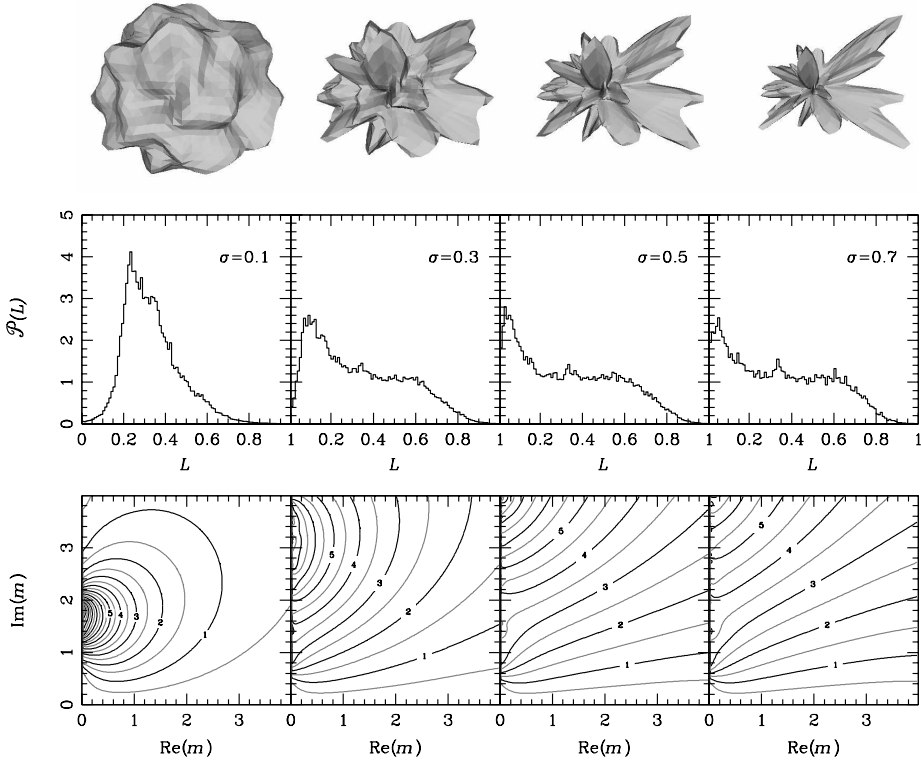 5
4
3
2
1
0
𝒫(L)
σ=0.1
σ=0.3
σ=0.5
σ=0.7
0 0.2 0.4 0.6 0.8 1 0.2 0.4 0.6 0.8 1 0.2 0.4 0.6 0.8 1 0.2 0.4 0.6 0.8 1
L L L L
3
2
1
0
Im(m)
5 4 3 2 1
5 4 3 2 1
5 4 3 2 1
5 4 3 2 1
0 1 2 3 0 1 2 3 0 1 2 3 0 1 2 3
Re(m) Re(m) Re(m) Re(m)